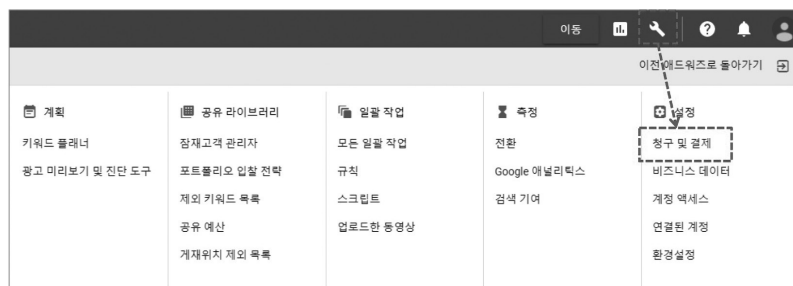 이동
이전 애드워즈로 돌아가기
계획
키워드 플래너
광고 미리보기 및 진단 도구
공유 라이브러리
잠재고객 관리자
포트폴리오 입찰 전략
제외 키워드 목록
공유 예산
게재위치 제외 목록
일괄 작업
모든 일괄 작업
규칙
스크립트
업로드한 동영상
측정
전환
Google 애널리틱스
검색 기여
설정
청구 및 결제
비즈니스 데이터
계정 액세스
연결된 계정
환경설정